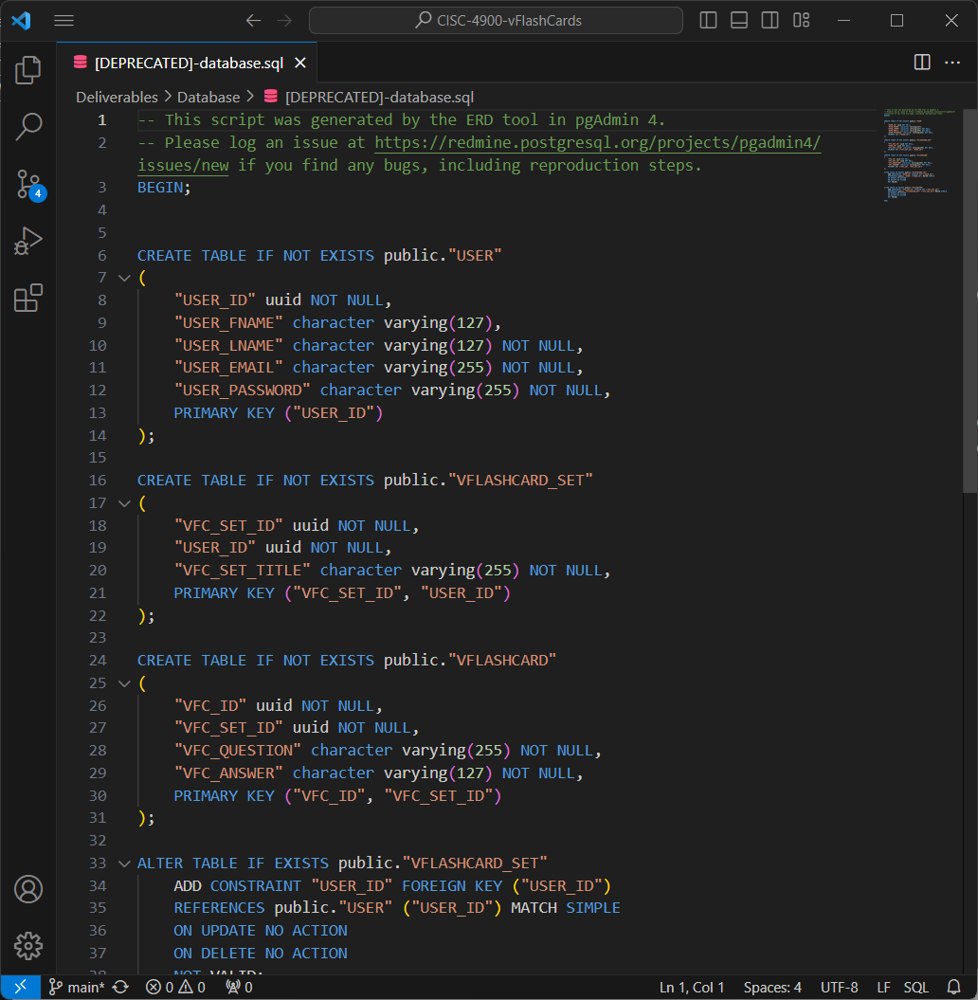 CISC-4900-vFlashCards
[DEPRECATED]-database.sql
Deliverables > Database > [DEPRECATED]-database.sql
1 -- This script was generated by the ERD tool in pgAdmin 4.
2 -- Please log an issue at https://redmine.postgresql.org/projects/pgadmin4/
issues/new if you find any bugs, including reproduction steps.
3 BEGIN;
4
5
6 CREATE TABLE IF NOT EXISTS public."USER"
7 (
8     "USER_ID" uuid NOT NULL,
9     "USER_FNAME" character varying(127),
10     "USER_LNAME" character varying(127) NOT NULL,
11     "USER_EMAIL" character varying(255) NOT NULL,
12     "USER_PASSWORD" character varying(255) NOT NULL,
13     PRIMARY KEY ("USER_ID")
14 );
15
16 CREATE TABLE IF NOT EXISTS public."VFLASHCARD_SET"
17 (
18     "VFC_SET_ID" uuid NOT NULL,
19     "USER_ID" uuid NOT NULL,
20     "VFC_SET_TITLE" character varying(255) NOT NULL,
21     PRIMARY KEY ("VFC_SET_ID", "USER_ID")
22 );
23
24 CREATE TABLE IF NOT EXISTS public."VFLASHCARD"
25 (
26     "VFC_ID" uuid NOT NULL,
27     "VFC_SET_ID" uuid NOT NULL,
28     "VFC_QUESTION" character varying(255) NOT NULL,
29     "VFC_ANSWER" character varying(127) NOT NULL,
30     PRIMARY KEY ("VFC_ID", "VFC_SET_ID")
31 );
32
33 ALTER TABLE IF EXISTS public."VFLASHCARD_SET"
34     ADD CONSTRAINT "USER_ID" FOREIGN KEY ("USER_ID")
35     REFERENCES public."USER" ("USER_ID") MATCH SIMPLE
36     ON UPDATE NO ACTION
37     ON DELETE NO ACTION
38     NOT VALID;
4
main* 0 0 0 Ln 1, Col 1 Spaces: 4 UTF-8 LF SQL